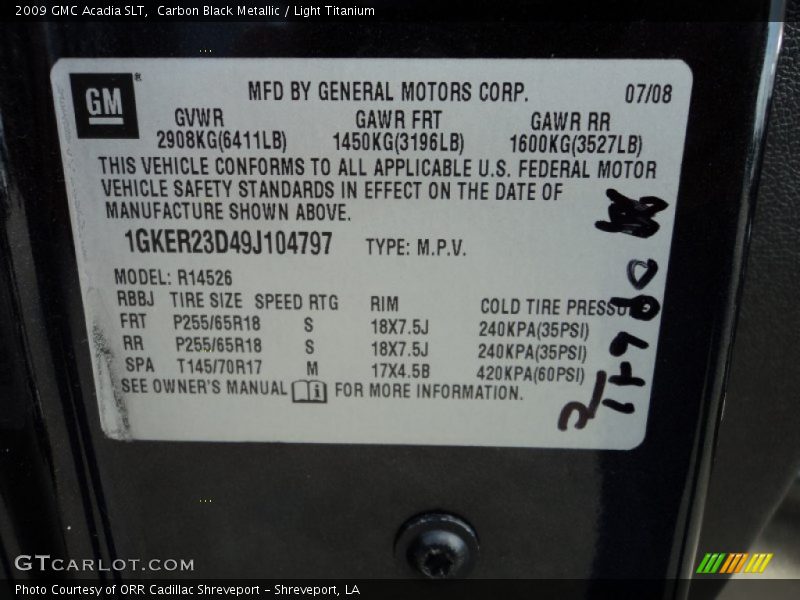 2009 GMC Acadia SLT, Carbon Black Metallic / Light Titanium
GM®
MFD BY GENERAL MOTORS CORP. 07/08
GVWR GAWR FRT GAWR RR
2908KG(6411LB) 1450KG(3196LB) 1600KG(3527LB)
THIS VEHICLE CONFORMS TO ALL APPLICABLE U.S. FEDERAL MOTOR
VEHICLE SAFETY STANDARDS IN EFFECT ON THE DATE OF
MANUFACTURE SHOWN ABOVE.
1GKER23D49J104797 TYPE: M.P.V.
MODEL: R14526
RBBJ TIRE SIZE SPEED RTG RIM COLD TIRE PRESSU
FRT P255/65R18 S 18X7.5J 240KPA(35PSI)
RR P255/65R18 S 18X7.5J 240KPA(35PSI)
SPA T145/70R17 M 17X4.5B 420KPA(60PSI)
SEE OWNER'S MANUAL FOR MORE INFORMATION.
GTCARLOT.COM
Photo Courtesy of ORR Cadillac Shreveport - Shreveport, LA